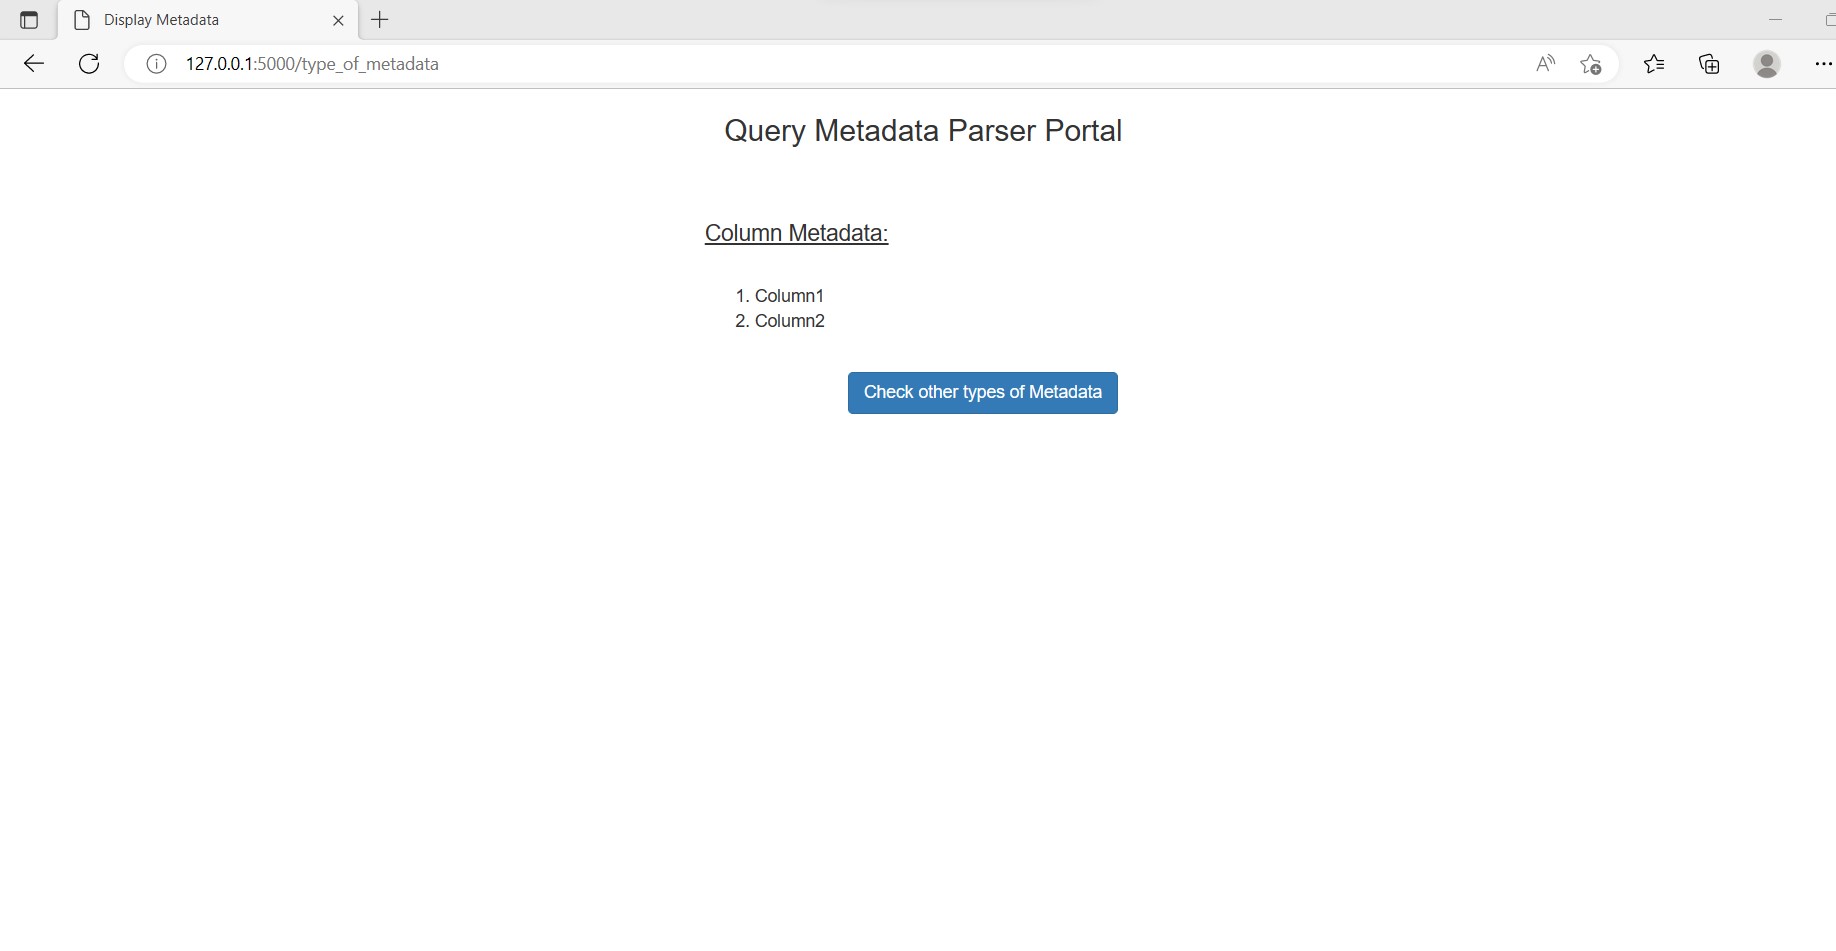 Display Metadata
127.0.0.1:5000/type_of_metadata
Query Metadata Parser Portal
Column Metadata:
1. Column1
2. Column2
Check other types of Metadata